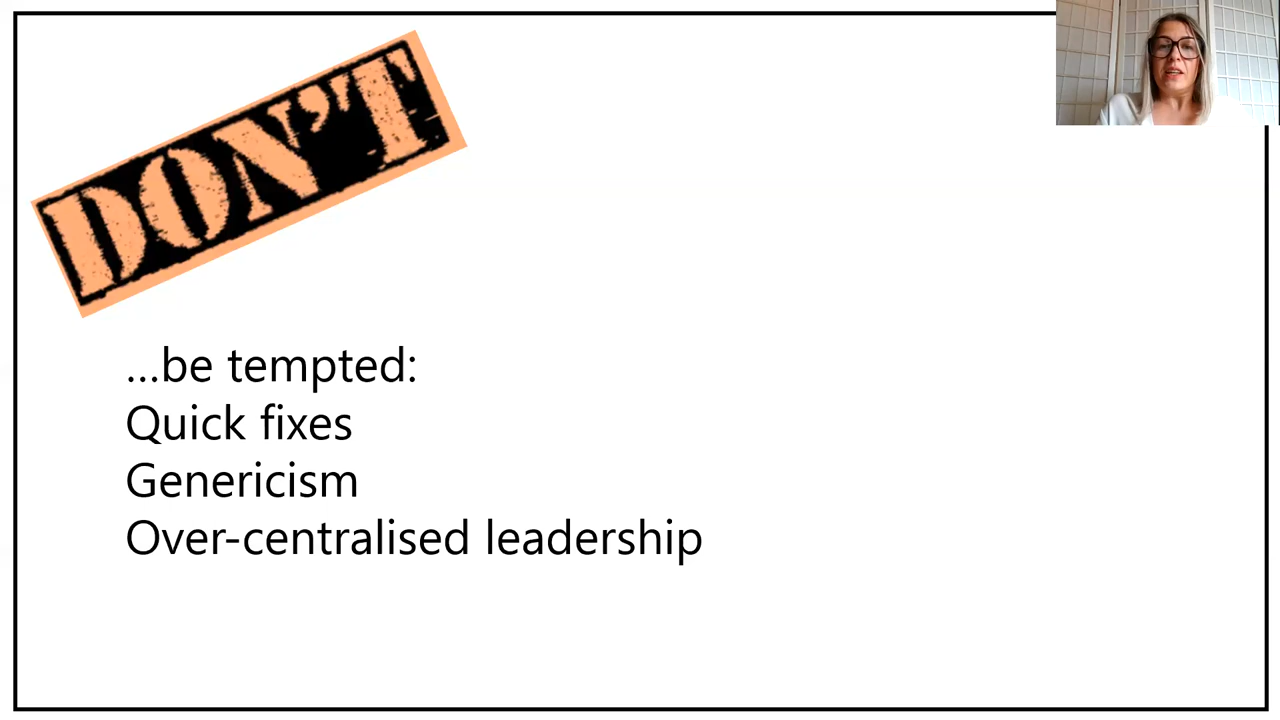 DON'T
...be tempted:
Quick fixes
Genericism
Over-centralised leadership